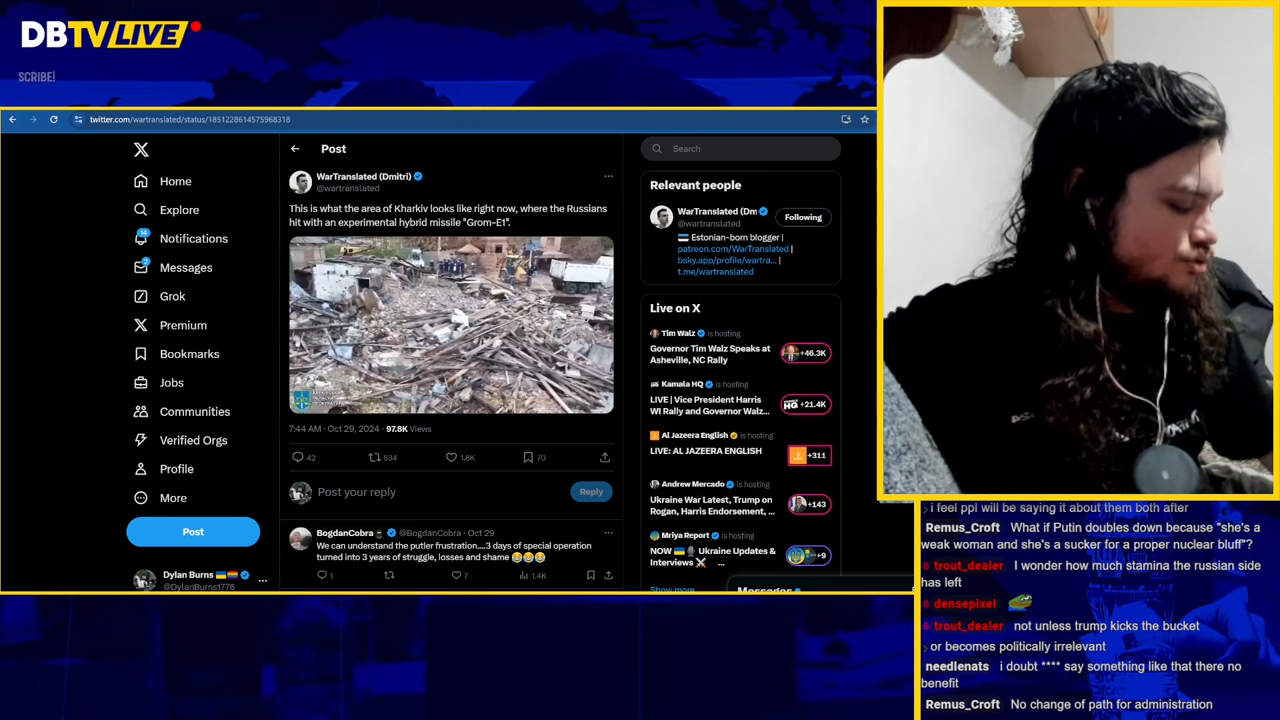 DBTV LIVE
SCRIBE!
twitter.com/wartranslated/status/1851228614575968318
Home
Explore
14
Notifications
2
Messages
Grok
Premium
Bookmarks
Jobs
Communities
Verified Orgs
Profile
More
Post
Dylan Burns
@DylanBurns1776
Post
WarTranslated (Dmitri)
@wartranslated
This is what the area of Kharkiv looks like right now, where the Russians
hit with an experimental hybrid missile "Grom-E1".
7:44 AM · Oct 29, 2024 · 97.8K Views
42
634
1.8K
70
Post your reply
Reply
BogdanCobra @BogdanCobra · Oct 29
We can understand the putler frustration....3 days of special operation
turned into 3 years of struggle, losses and shame 😂😂😂
1
7
1.4K
Search
Relevant people
WarTranslated (Dm
@wartranslated
Following
Estonian-born blogger |
patreon.com/WarTranslated |
bsky.app/profile/wartra... |
t.me/wartranslated
Live on X
Tim Walz is hosting
Governor Tim Walz Speaks at
Asheville, NC Rally
+46.3K
Kamala HQ is hosting
LIVE | Vice President Harris
WI Rally and Governor Walz...
HQ +21.4K
Al Jazeera English is hosting
LIVE: AL JAZEERA ENGLISH
+311
Andrew Mercado is hosting
Ukraine War Latest, Trump on
Rogan, Harris Endorsement, ...
+143
Mriya Report is hosting
NOW 🇺🇦🎙️ Ukraine Updates &
Interviews ⚔️ ...
+9
Show more
Messages
i feel ppl will be saying it about them both after
Remus_Croft What if Putin doubles down because "she's a
weak woman and she's a sucker for a proper nuclear bluff"?
trout_dealer I wonder how much stamina the russian side
has left
densepixel
trout_dealer not unless trump kicks the bucket
or becomes politically irrelevant
needlenats i doubt **** say something like that there no
benefit
Remus_Croft No change of path for administration